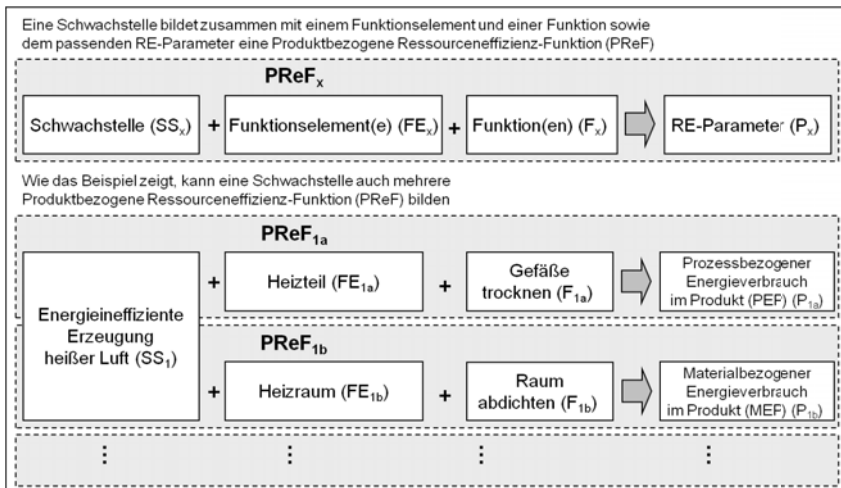 Eine Schwachstelle bildet zusammen mit einem Funktionselement und einer Funktion sowie
dem passenden RE-Parameter eine Produktbezogene Ressourceneffizienz-Funktion (PReF)
PReFₓ
Schwachstelle (SSₓ) + Funktionselement(e) (FEₓ) + Funktion(en) (Fₓ) RE-Parameter (Pₓ)
Wie das Beispiel zeigt, kann eine Schwachstelle auch mehrere
Produktbezogene Ressourceneffizienz-Funktion (PReF) bilden
PReF1a
Energieineffiziente
Erzeugung
heißer Luft (SS1)
+
Heizteil (FE1a)
+
Gefäße
trocknen (F1a)
Prozessbezogener
Energieverbrauch
im Produkt (PEF) (P1a)
PReF1b
+
Heizraum (FE1b)
+
Raum
abdichten (F1b)
Materialbezogener
Energieverbrauch
im Produkt (MEF) (P1b)
⋮ ⋮ ⋮ ⋮